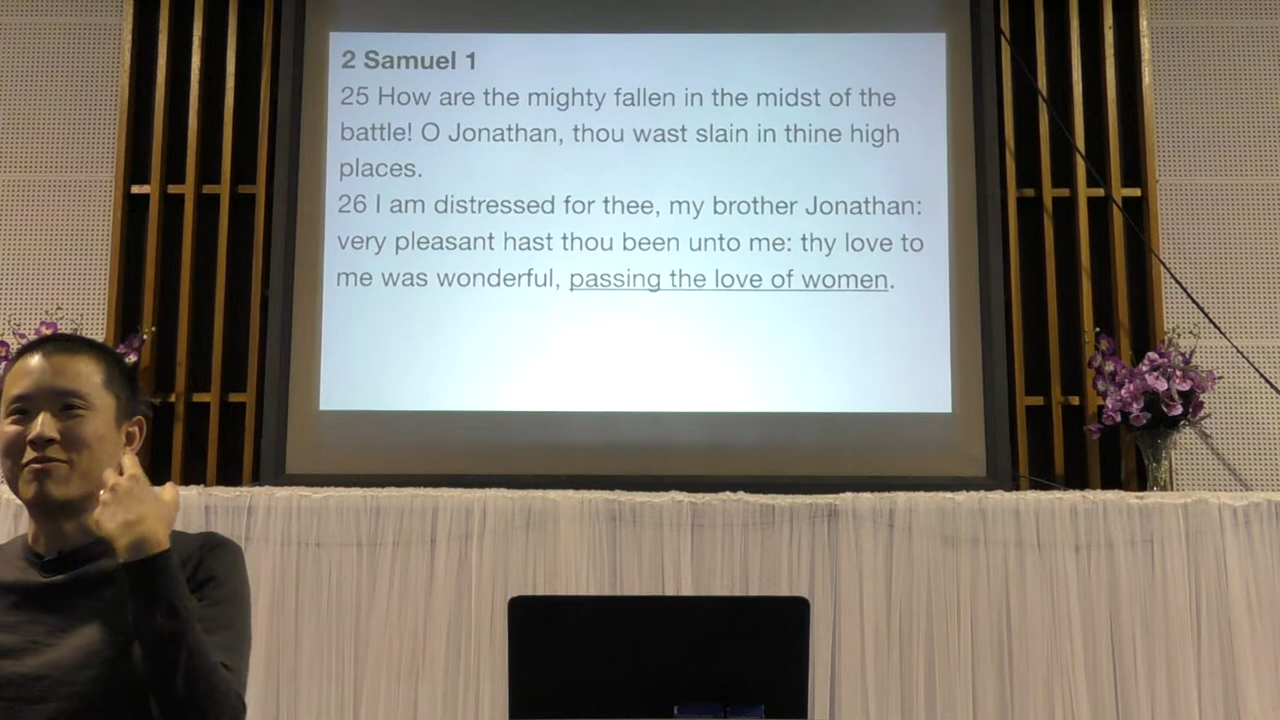 2 Samuel 1
25 How are the mighty fallen in the midst of the
battle! O Jonathan, thou wast slain in thine high
places.
26 I am distressed for thee, my brother Jonathan:
very pleasant hast thou been unto me: thy love to
me was wonderful, passing the love of women.